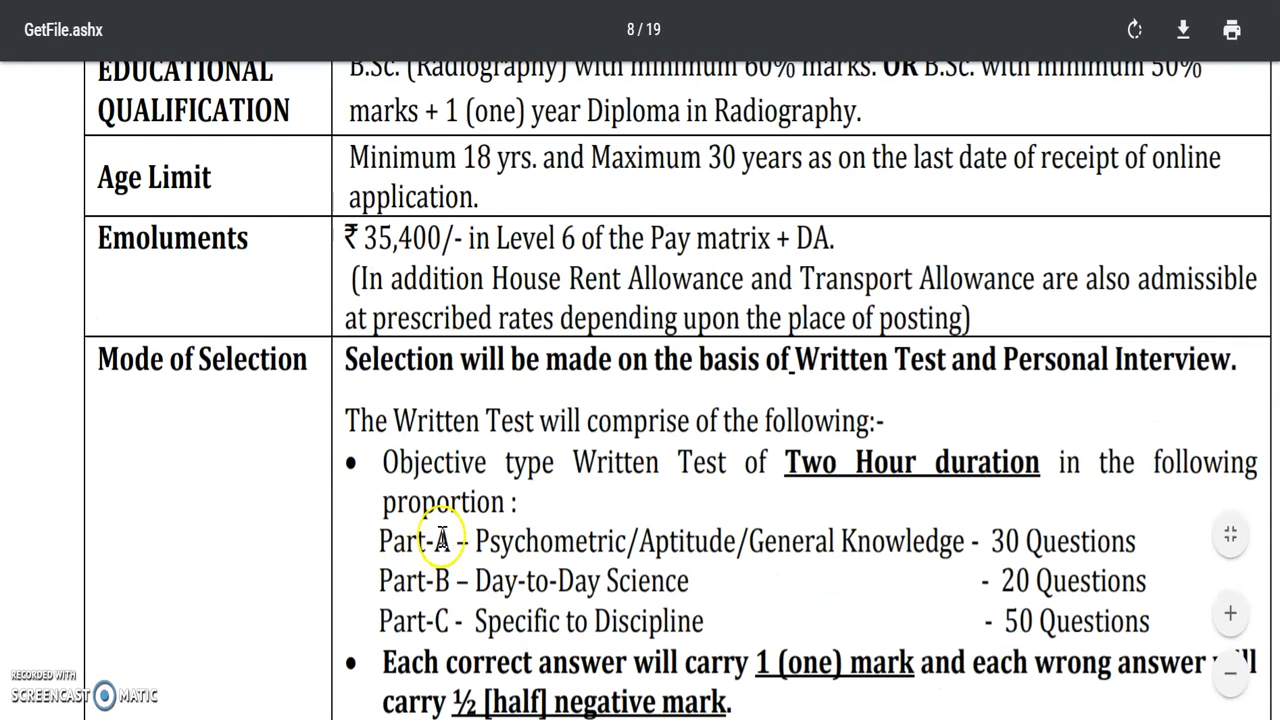 GetFile.ashx
8 / 19
EDUCATIONAL
QUALIFICATION
B.Sc. (Radiography) with minimum 60% marks. OR B.Sc. with minimum 50%
marks + 1 (one) year Diploma in Radiography.
Age Limit
Minimum 18 yrs. and Maximum 30 years as on the last date of receipt of online
application.
Emoluments
₹ 35,400/- in Level 6 of the Pay matrix + DA.
(In addition House Rent Allowance and Transport Allowance are also admissible
at prescribed rates depending upon the place of posting)
Mode of Selection
Selection will be made on the basis of Written Test and Personal Interview.
The Written Test will comprise of the following:-
• Objective type Written Test of Two Hour duration in the following
proportion :
Part-A – Psychometric/Aptitude/General Knowledge - 30 Questions
Part-B – Day-to-Day Science - 20 Questions
Part-C - Specific to Discipline - 50 Questions
• Each correct answer will carry 1 (one) mark and each wrong answer will
carry ½ [half] negative mark.
RECORDED WITH
SCREENCAST MATIC